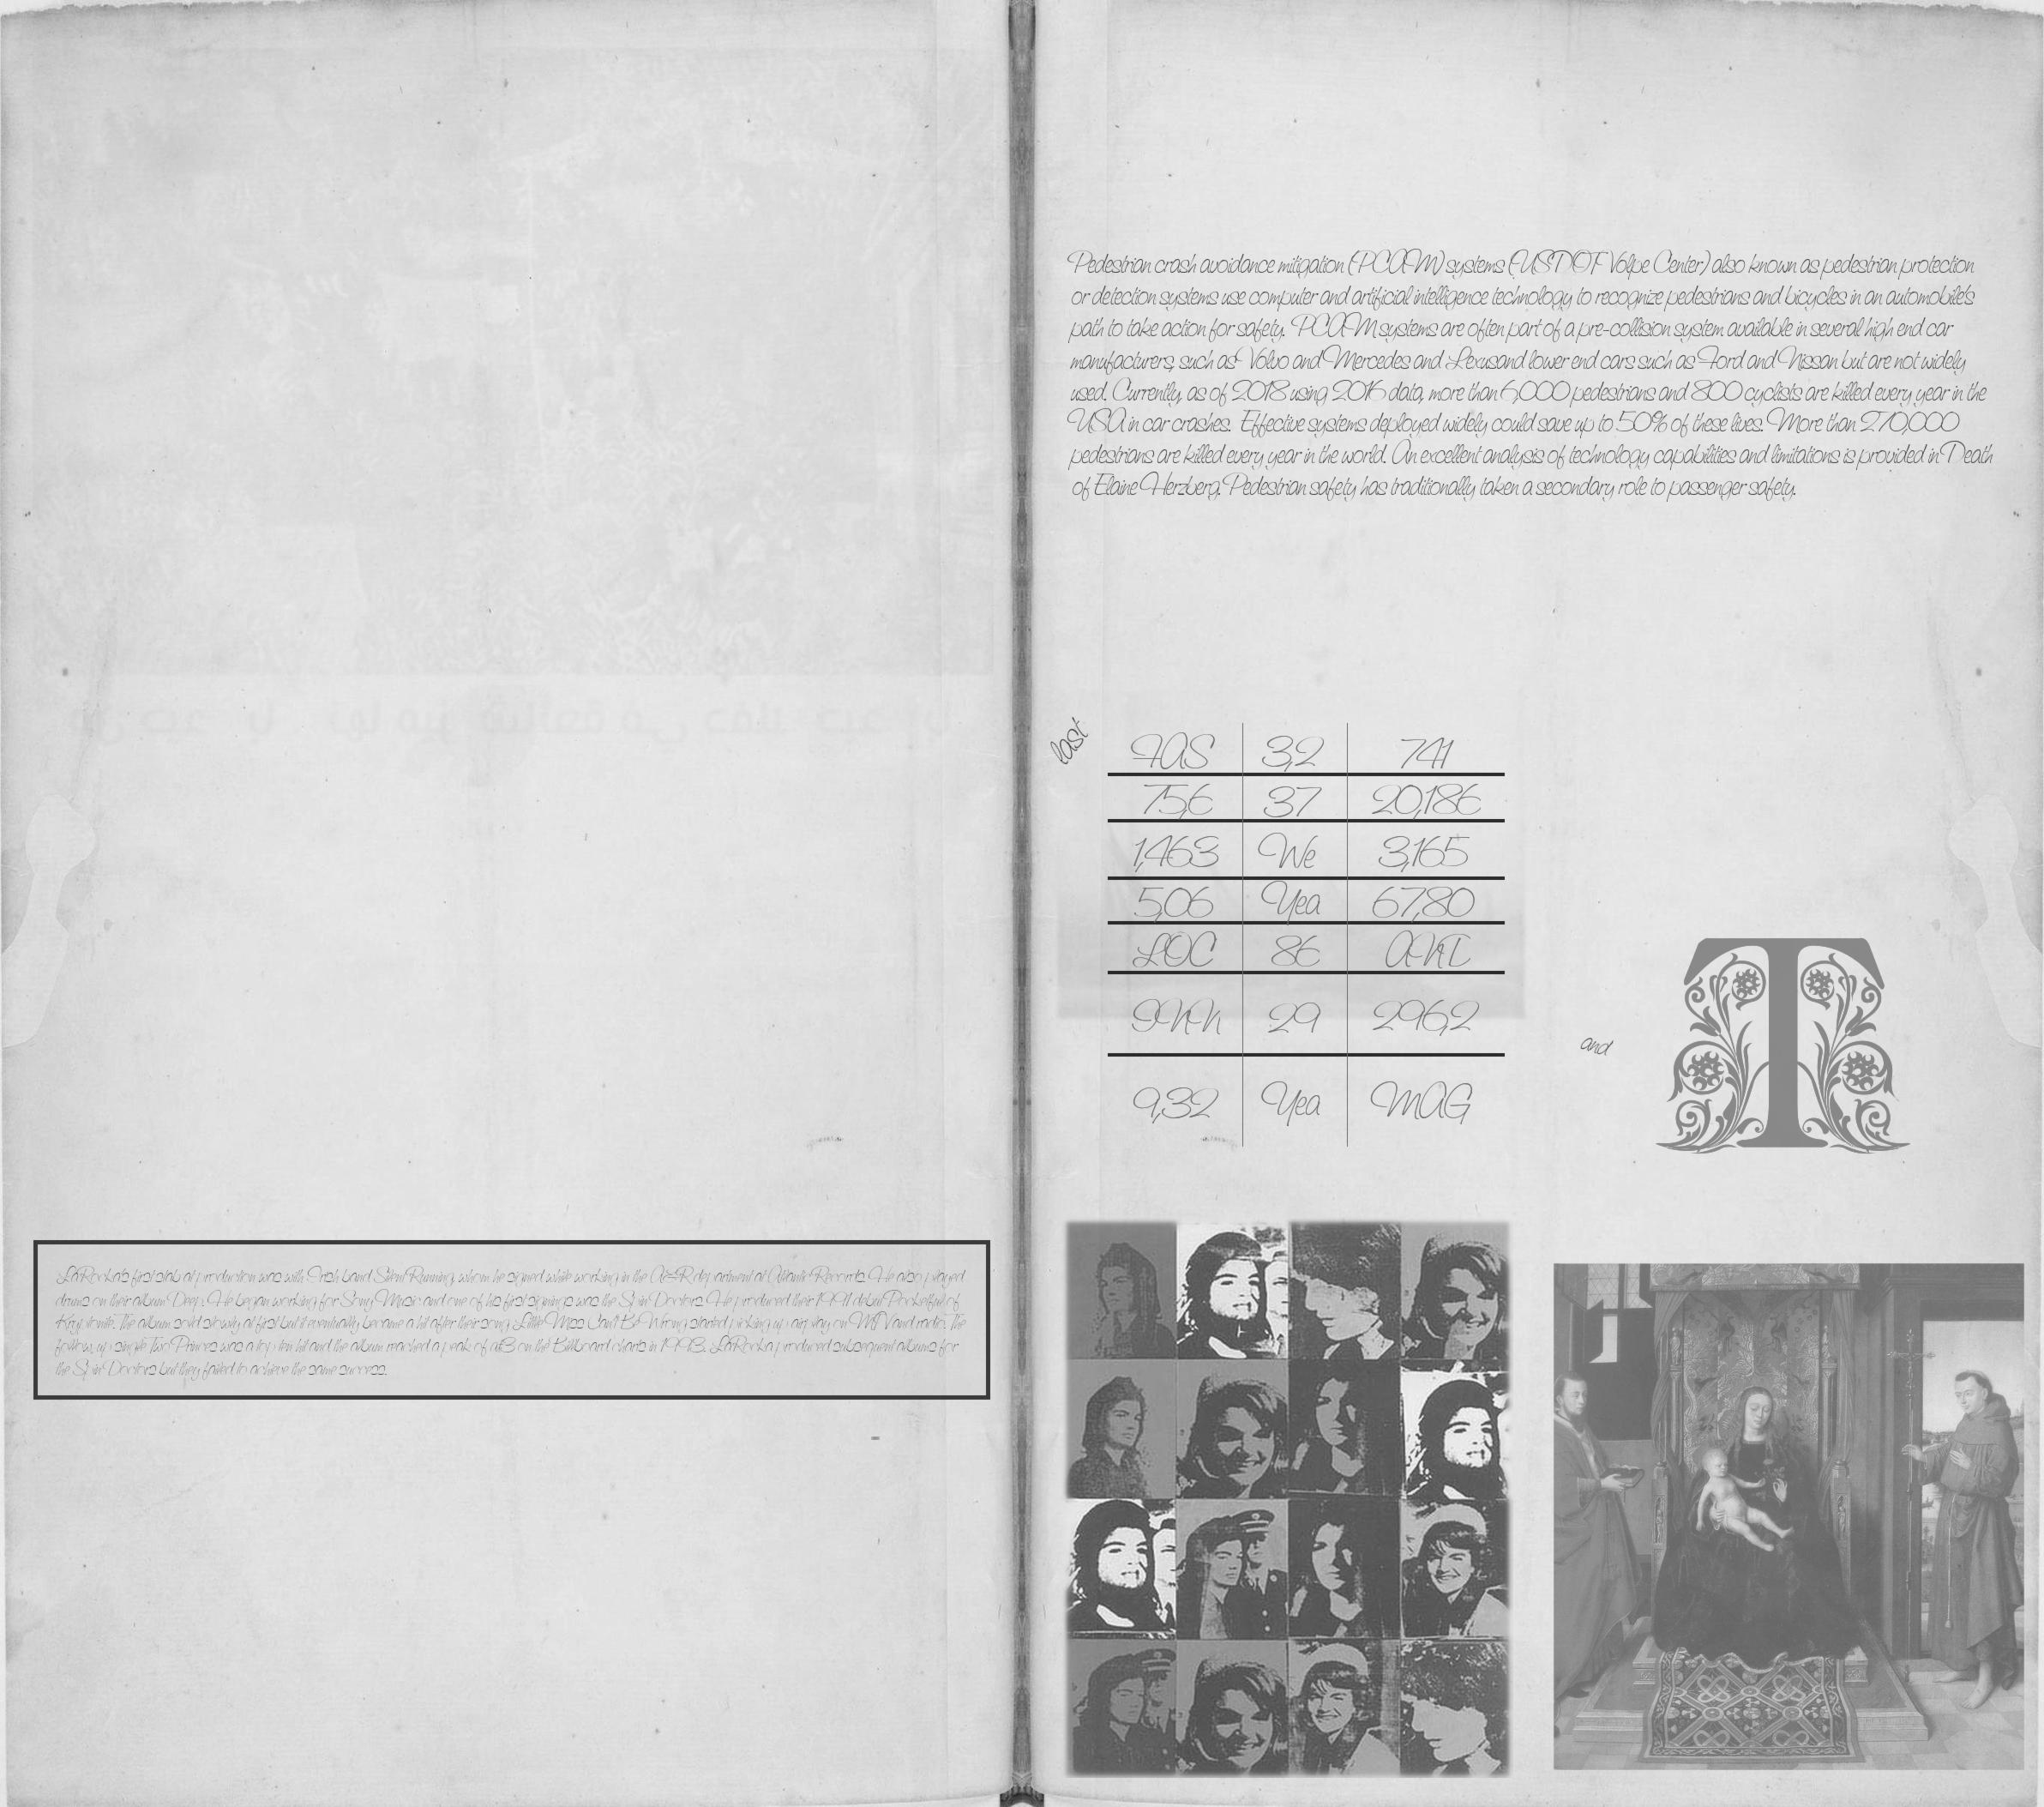 LaRocka's first stab at production was with Irish band Silent Running, whom he signed while working in the A&R department at Atlantic Records. He also played
drums on their album Deep. He began working for Sony Music and one of his first signings was the Spin Doctors. He produced their 1991 debut Pocketful of
Kryptonite. The album sold slowly at first but it eventually became a hit after their song Little Miss Can't Be Wrong started picking up airplay on MTV and radio. The
follow up single Two Princes was a top ten hit and the album reached a peak of at3 on the Billboard charts in 1993. LaRocka produced subsequent albums for
the Spin Doctors but they failed to achieve the same success.
Pedestrian crash avoidance mitigation (PCAM) systems (USTOF Volpe Center) also known as pedestrian protection
or detection systems use computer and artificial intelligence technology to recognize pedestrians and bicycles in an automobile's
path to take action for safety. PCAM systems are often part of a pre-collision system available in several high end car
manufacturers, such as Volvo and Mercedes and Lexusand lower end cars such as Ford and Nissan but are not widely
used. Currently, as of 2018 using 2016 data, more than 6,000 pedestrians and 800 cyclists are killed every year in the
USA in car crashes. Effective systems deployed widely could save up to 50% of these lives. More than 270,000
pedestrians are killed every year in the world. An excellent analysis of technology capabilities and limitations is provided in Death
of Elaine Herzberg. Pedestrian safety has traditionally taken a secondary role to passenger safety.
last
FAS 3,2 741
75,6 37 20,186
1,463 We 3,165
5,06 Yea 67,80
LOC 86 ANT
INN 29 296,2
9,32 Yea MAG
and
T